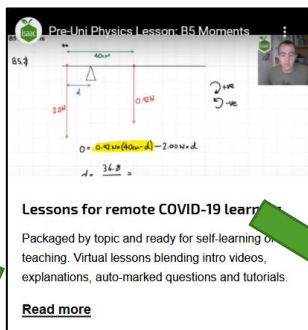 Pre-Uni Physics Lesson: B5 Moments
isaac
B5.2)
40cm
d
2.0N
0.92N
+ve
-ve
0 = 0.92N×(40cm-d) - 2.00N×d
d = 36.8 =
Lessons for remote COVID-19
Packaged by topic and ready for self-learning or
teaching. Virtual lessons blending intro videos,
explanations, auto-marked questions and tutorials.
Read more